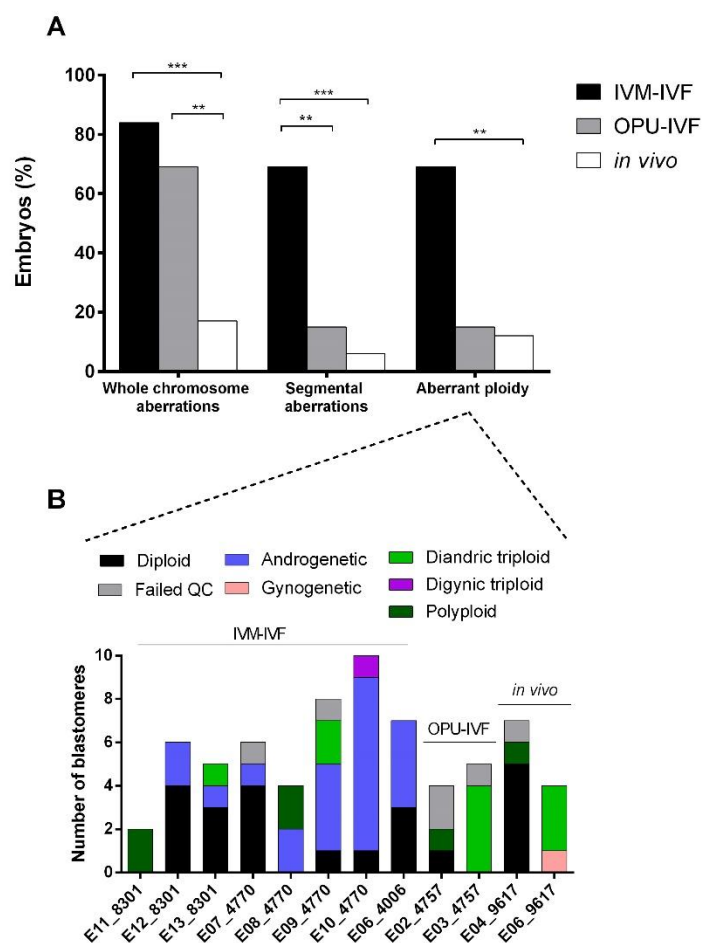 A
***
**
***
**
**
IVM-IVF
OPU-IVF
in vivo
Embryos (%)
100
80
60
40
20
0
Whole chromosome aberrations
Segmental aberrations
Aberrant ploidy
B
Diploid
Failed QC
Androgenetic
Gynogenetic
Diandric triploid
Digynic triploid
Polyploid
IVM-IVF
OPU-IVF
in vivo
Number of blastomeres
10
8
6
4
2
0
E11_8301
E12_8301
E13_8301
E07_4770
E08_4770
E09_4770
E10_4770
E06_4006
E02_4757
E03_4757
E04_9617
E06_9617